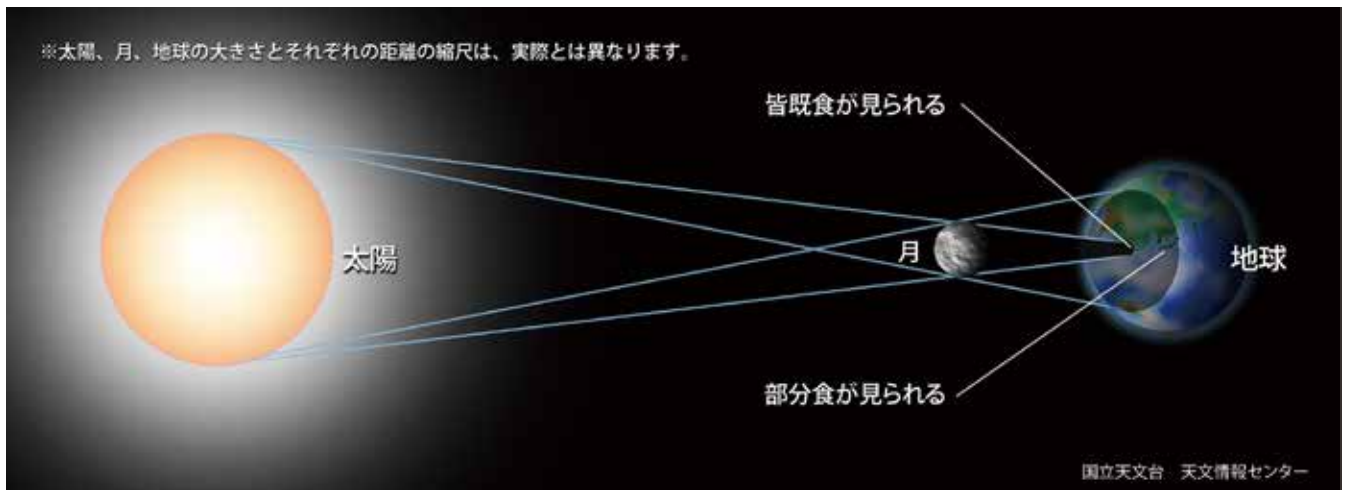 ※太陽、月、地球の大きさとそれぞれの距離の縮尺は、実際とは異なります。
皆既食が見られる
太陽
月
地球
部分食が見られる
国立天文台　天文情報センター